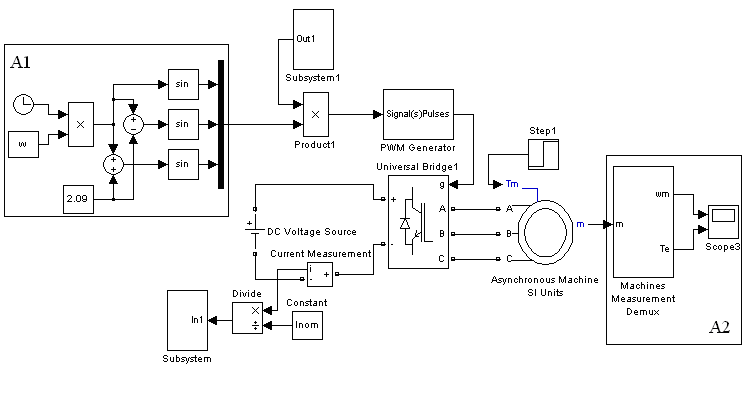 A1
w
×
+
−
+
+
2.09
sin
sin
sin
Out1
Subsystem1
×
Product1
Signal(s)Pulses
PWM Generator
Universal Bridge1
g
+
-
A
B
C
Step1
Tm
A
B
C
m
Asynchronous Machine
SI Units
+
DC Voltage Source
Current Measurement
i
-
+
Divide
×
÷
Constant
Inom
In1
Subsystem
m
wm
Te
Machines
Measurement
Demux
Scope3
A2